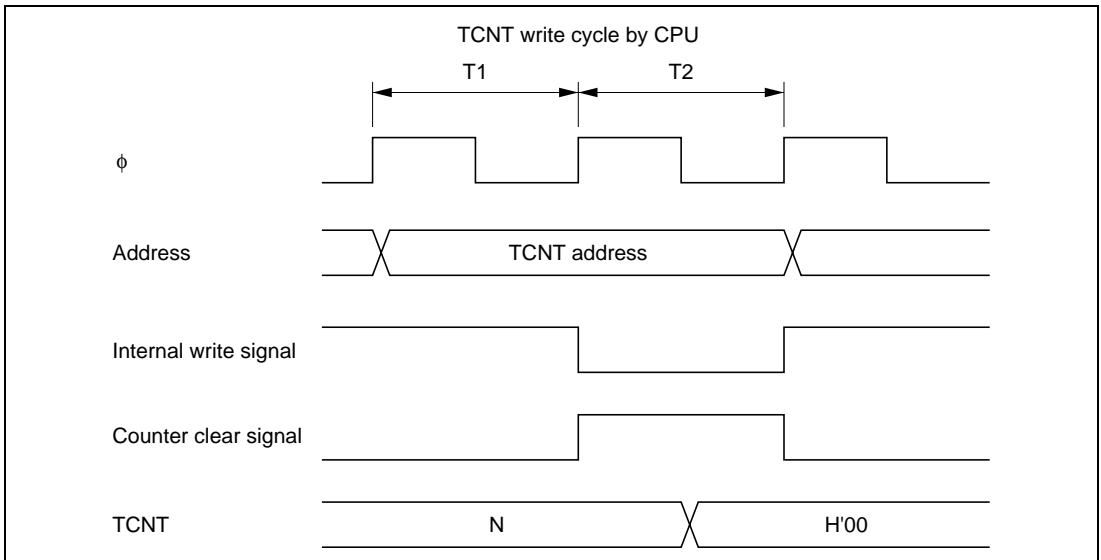 TCNT write cycle by CPU
T1 T2
ϕ
Address TCNT address
Internal write signal
Counter clear signal
TCNT N H'00